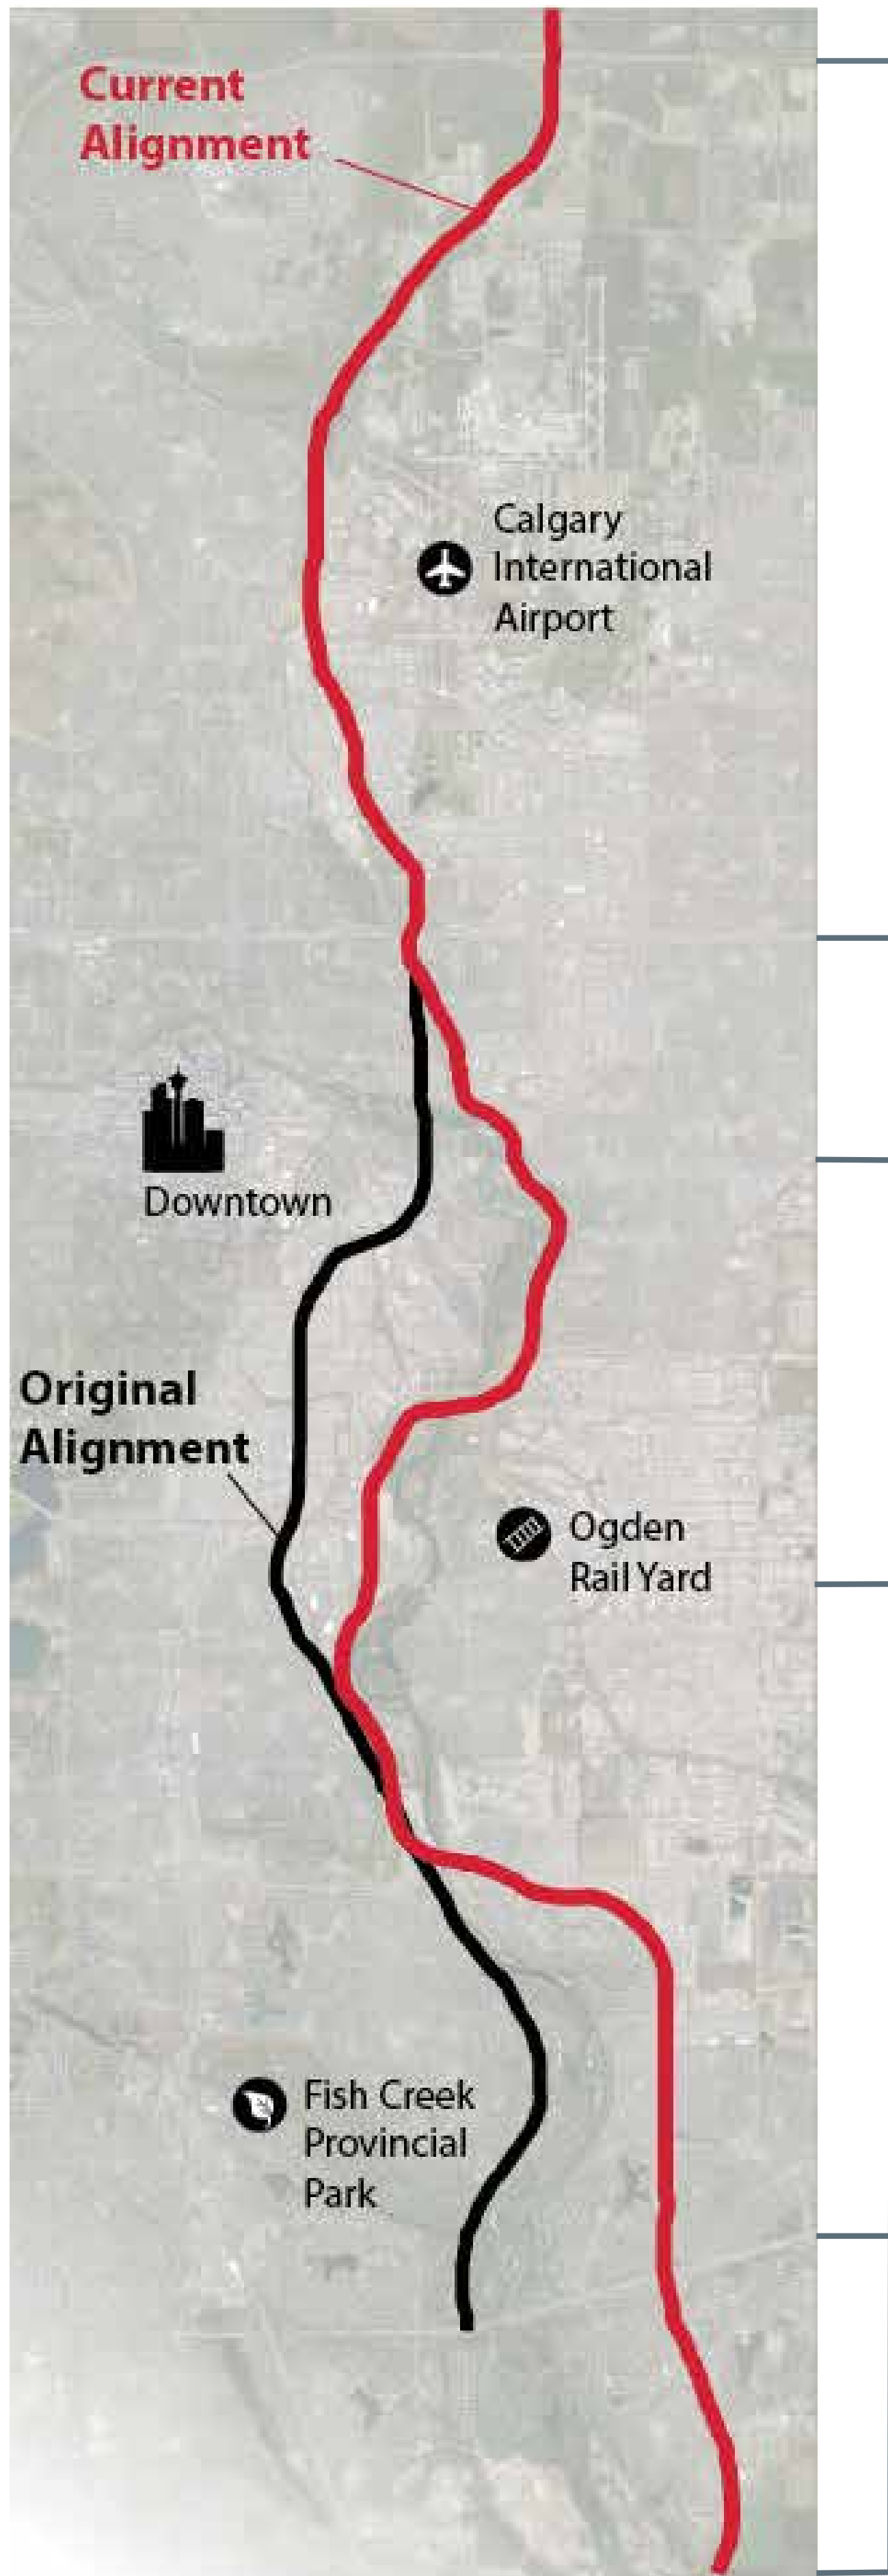 Current
Alignment
Calgary
International
Airport
Downtown
Original
Alignment
Ogden
Rail Yard
Fish Creek
Provincial
Park